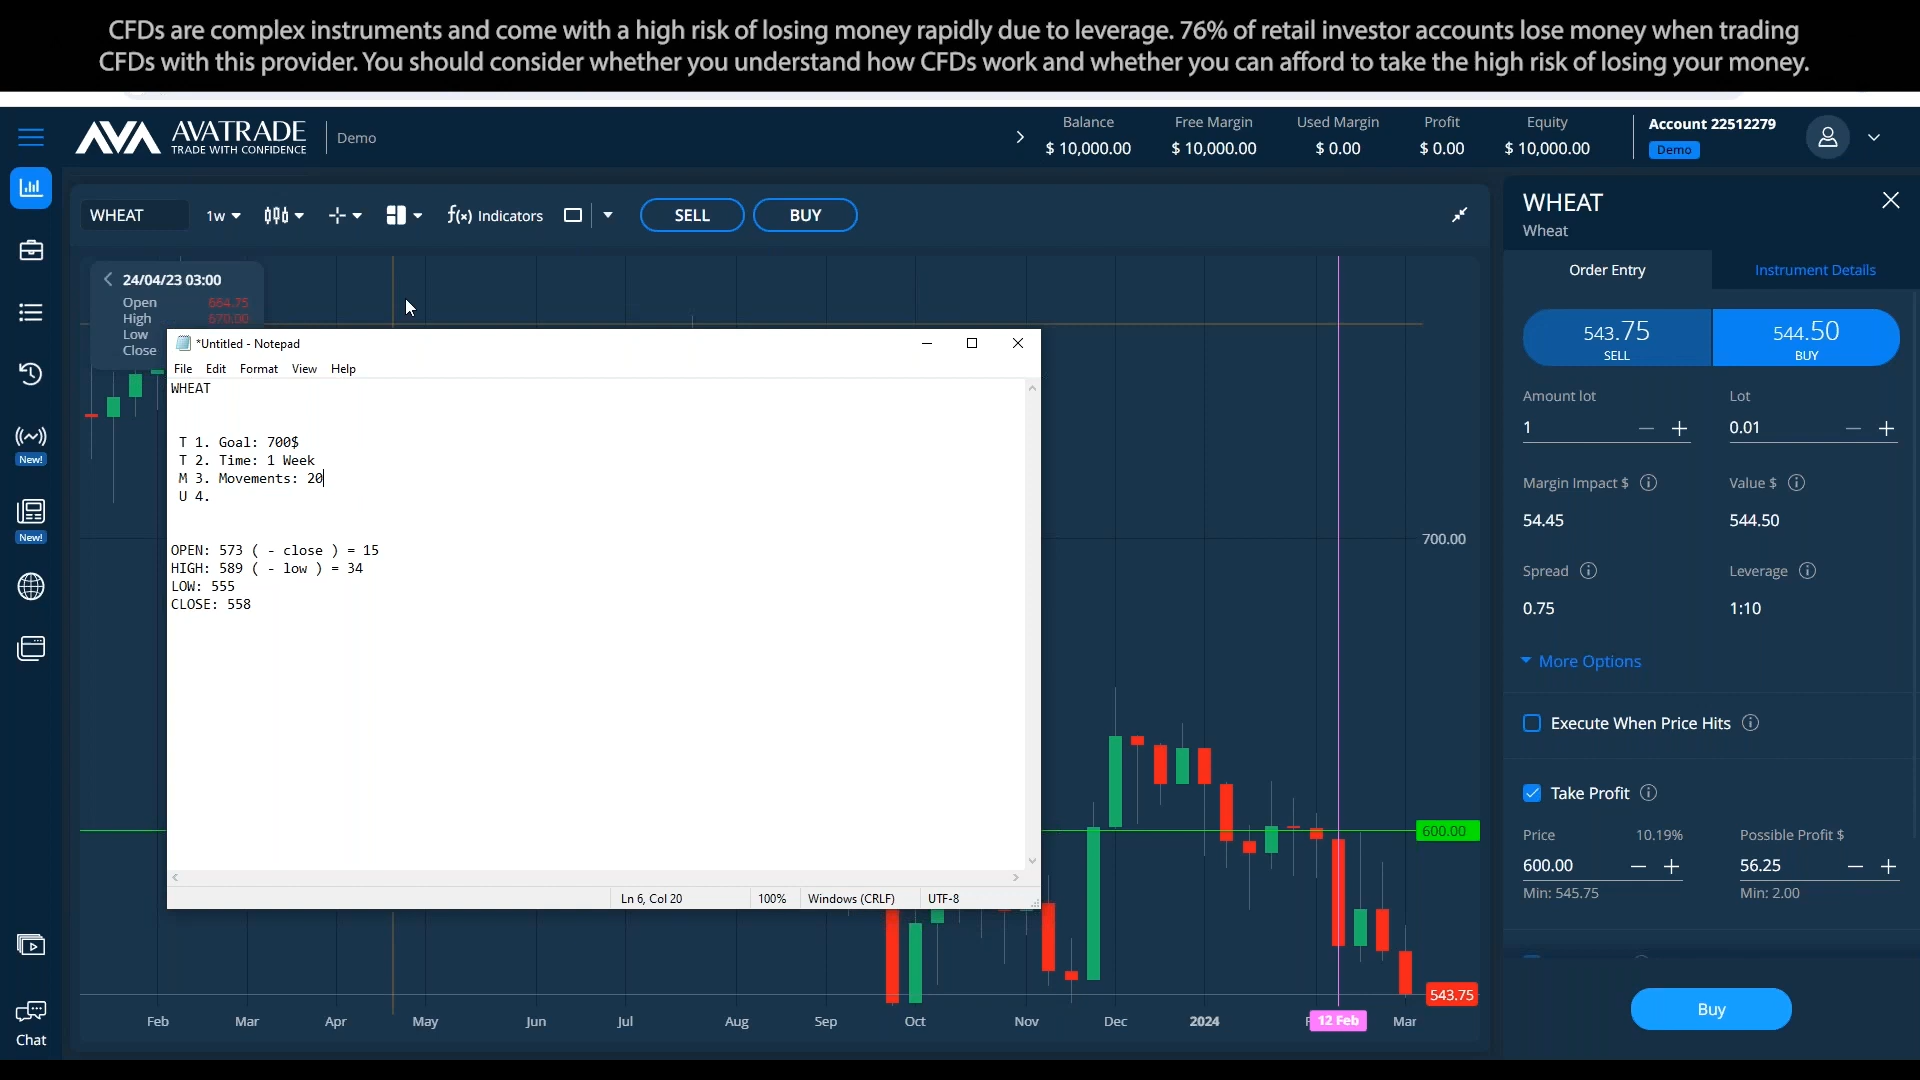 CFDs are complex instruments and come with a high risk of losing money rapidly due to leverage. 76% of retail investor accounts lose money when trading
CFDs with this provider. You should consider whether you understand how CFDs work and whether you can afford to take the high risk of losing your money.
AVATRADE
TRADE WITH CONFIDENCE
Demo
Balance
$ 10,000.00
Free Margin
$ 10,000.00
Used Margin
$ 0.00
Profit
$ 0.00
Equity
$ 10,000.00
Account 22512279
Demo
WHEAT
1w
f(x) Indicators
SELL
BUY
24/04/23 03:00
Open 664.75
High 670.00
Low
Close
*Untitled - Notepad
File Edit Format View Help
WHEAT
T 1. Goal: 700$
T 2. Time: 1 Week
M 3. Movements: 20
U 4.
OPEN: 573 ( - close ) = 15
HIGH: 589 ( - low ) = 34
LOW: 555
CLOSE: 558
Ln 6, Col 20
100%
Windows (CRLF)
UTF-8
700.00
600.00
543.75
Feb Mar Apr May Jun Jul Aug Sep Oct Nov Dec 2024 F 12 Feb Mar
New!
New!
Chat
WHEAT
Wheat
Order Entry
Instrument Details
543.75
SELL
544.50
BUY
Amount lot
1
Lot
0.01
Margin Impact $
54.45
Value $
544.50
Spread
0.75
Leverage
1:10
More Options
Execute When Price Hits
Take Profit
Price 10.19%
600.00
Min: 545.75
Possible Profit $
56.25
Min: 2.00
Buy